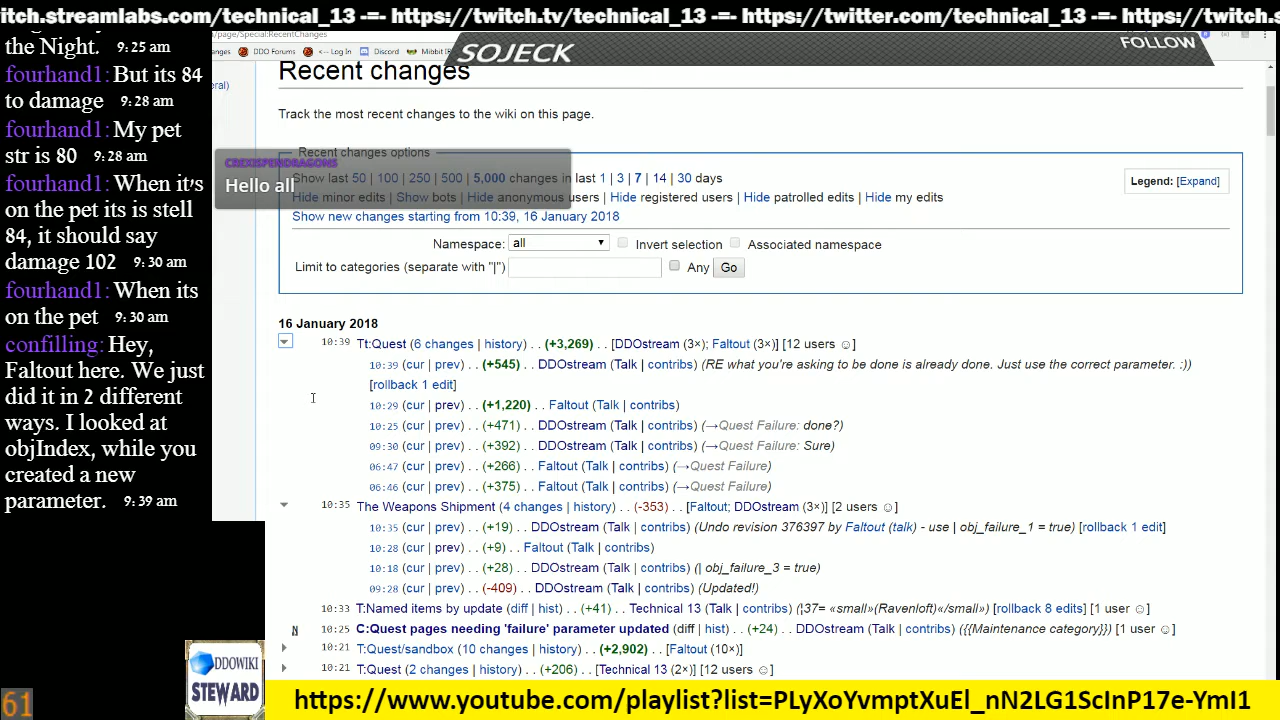 itch.streamlabs.com/technical_13 -=- https://twitch.tv/technical_13 -=- https://twitter.com/technical_13 -=- https://twitch.s
the Night. 9:25 am
fourhand1: But its 84
to damage 9:28 am
fourhand1: My pet
str is 80 9:28 am
fourhand1: When it's
on the pet its is stell
84, it should say
damage 102 9:30 am
fourhand1: When its
on the pet 9:30 am
confilling: Hey,
Faltout here. We just
did it in 2 different
ways. I looked at
objIndex, while you
created a new
parameter. 9:39 am
/page/Special:RecentChanges
anges DDO Forums <-- Log In Discord Mibbit
SOJECK
FOLLOW
Recent changes
Track the most recent changes to the wiki on this page.
Recent changes options
CREXISPENDRAGONS
Hello all
Show last 50 | 100 | 250 | 500 | 5,000 changes in last 1 | 3 | 7 | 14 | 30 days
Hide minor edits | Show bots | Hide anonymous users | Hide registered users | Hide patrolled edits | Hide my edits
Show new changes starting from 10:39, 16 January 2018
Legend: [Expand]
Namespace: all Invert selection Associated namespace
Limit to categories (separate with "|") Any Go
16 January 2018
10:39 Tt:Quest (6 changes | history) . . (+3,269) . . [DDOstream (3×); Faltout (3×)] [12 users ☺]
10:39 (cur | prev) . . (+545) . . DDOstream (Talk | contribs) (RE what you're asking to be done is already done. Just use the correct parameter. :))
[rollback 1 edit]
10:29 (cur | prev) . . (+1,220) . . Faltout (Talk | contribs)
10:25 (cur | prev) . . (+471) . . DDOstream (Talk | contribs) (→Quest Failure: done?)
09:30 (cur | prev) . . (+392) . . DDOstream (Talk | contribs) (→Quest Failure: Sure)
06:47 (cur | prev) . . (+266) . . Faltout (Talk | contribs) (→Quest Failure)
06:46 (cur | prev) . . (+375) . . Faltout (Talk | contribs) (→Quest Failure)
10:35 The Weapons Shipment (4 changes | history) . . (-353) . . [Faltout; DDOstream (3×)] [2 users ☺]
10:35 (cur | prev) . . (+19) . . DDOstream (Talk | contribs) (Undo revision 376397 by Faltout (talk) - use | obj_failure_1 = true) [rollback 1 edit]
10:28 (cur | prev) . . (+9) . . Faltout (Talk | contribs)
10:18 (cur | prev) . . (+28) . . DDOstream (Talk | contribs) (| obj_failure_3 = true)
09:28 (cur | prev) . . (-409) . . DDOstream (Talk | contribs) (Updated!)
10:33 T:Named items by update (diff | hist) . . (+41) . . Technical 13 (Talk | contribs) (¦37= «small»(Ravenloft)«/small») [rollback 8 edits] [1 user ☺]
N 10:25 C:Quest pages needing 'failure' parameter updated (diff | hist) . . (+24) . . DDOstream (Talk | contribs) ({{Maintenance category}}) [1 user ☺]
10:21 T:Quest/sandbox (10 changes | history) . . (+2,902) . . [Faltout (10×)]
10:21 T:Quest (2 changes | history) . . (+206) . . [Technical 13 (2×)] [12 users ☺]
DDOWIKI
STEWARD
61
https://www.youtube.com/playlist?list=PLyXoYvmptXuEl_nN2LG1ScInP17e-YmI1